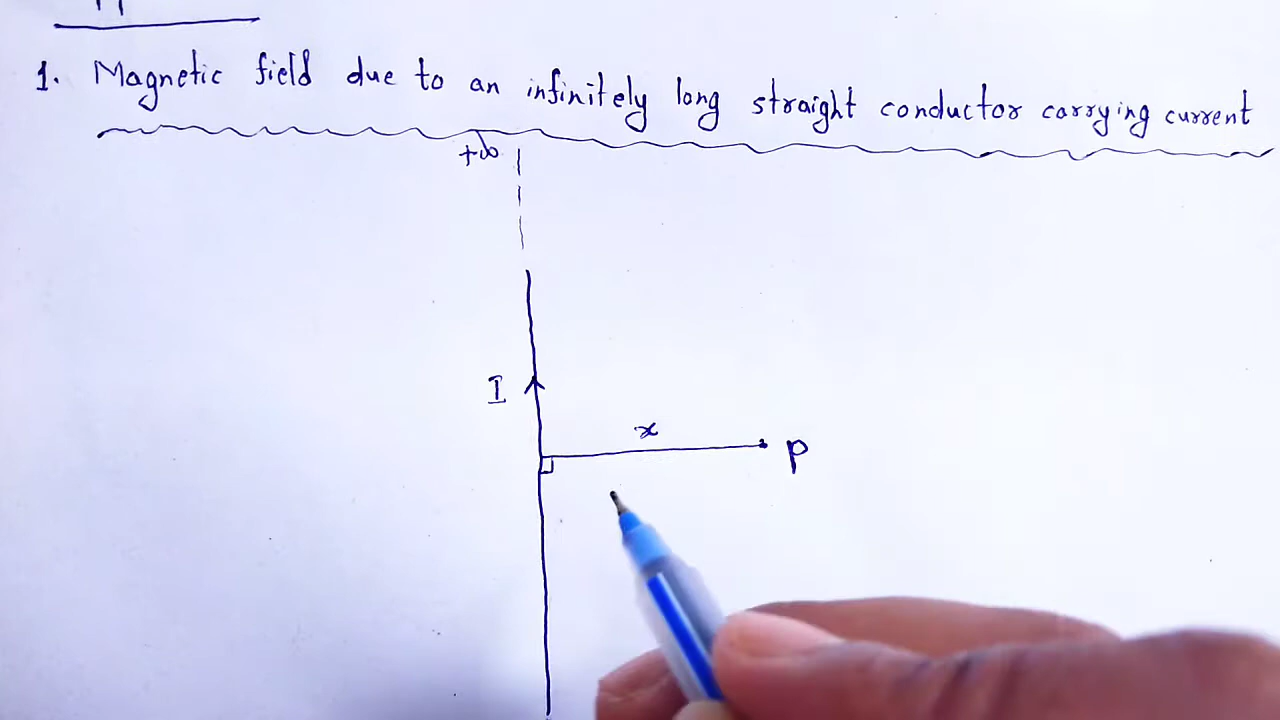 1. Magnetic field due to an infinitely long straight conductor carrying current
+∞
I
x
P